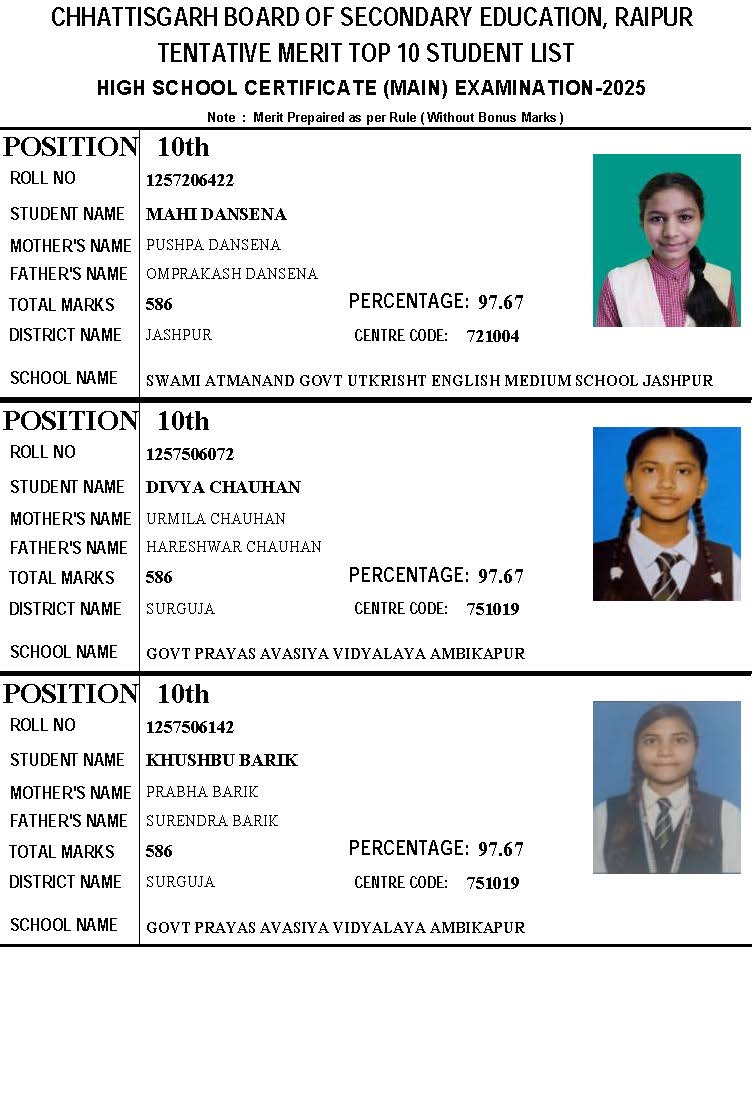 CHHATTISGARH BOARD OF SECONDARY EDUCATION, RAIPUR
TENTATIVE MERIT TOP 10 STUDENT LIST
HIGH SCHOOL CERTIFICATE (MAIN) EXAMINATION-2025
Note : Merit Prepaired as per Rule ( Without Bonus Marks )
POSITION 10th
ROLL NO 1257206422
STUDENT NAME MAHI DANSENA
MOTHER'S NAME PUSHPA DANSENA
FATHER'S NAME OMPRAKASH DANSENA
TOTAL MARKS 586 PERCENTAGE: 97.67
DISTRICT NAME JASHPUR CENTRE CODE: 721004
SCHOOL NAME SWAMI ATMANAND GOVT UTKRISHT ENGLISH MEDIUM SCHOOL JASHPUR
POSITION 10th
ROLL NO 1257506072
STUDENT NAME DIVYA CHAUHAN
MOTHER'S NAME URMILA CHAUHAN
FATHER'S NAME HARESHWAR CHAUHAN
TOTAL MARKS 586 PERCENTAGE: 97.67
DISTRICT NAME SURGUJA CENTRE CODE: 751019
SCHOOL NAME GOVT PRAYAS AVASIYA VIDYALAYA AMBIKAPUR
POSITION 10th
ROLL NO 1257506142
STUDENT NAME KHUSHBU BARIK
MOTHER'S NAME PRABHA BARIK
FATHER'S NAME SURENDRA BARIK
TOTAL MARKS 586 PERCENTAGE: 97.67
DISTRICT NAME SURGUJA CENTRE CODE: 751019
SCHOOL NAME GOVT PRAYAS AVASIYA VIDYALAYA AMBIKAPUR